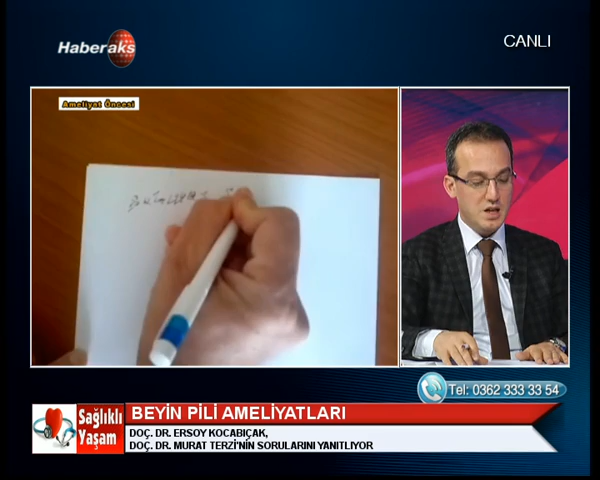 Haberaks
CANLI
Ameliyat Öncesi
Tel: 0362 333 33 54
Sağlıklı
Yaşam
BEYİN PİLİ AMELİYATLARI
DOÇ. DR. ERSOY KOCABIÇAK,
DOÇ. DR. MURAT TERZİ'NİN SORULARINI YANITLIYOR